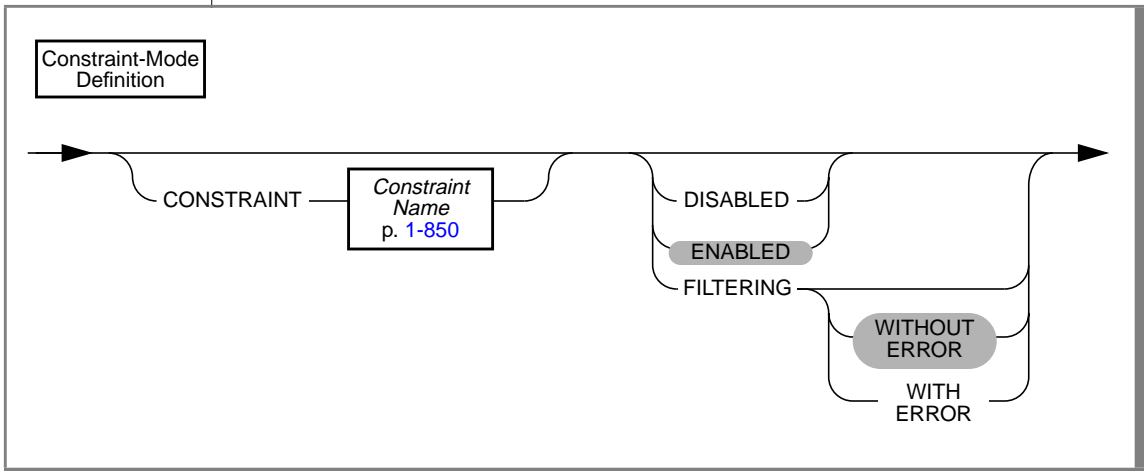 Constraint-Mode
Definition
CONSTRAINT
Constraint
Name
p. 1-850
DISABLED
ENABLED
FILTERING
WITHOUT
ERROR
WITH
ERROR